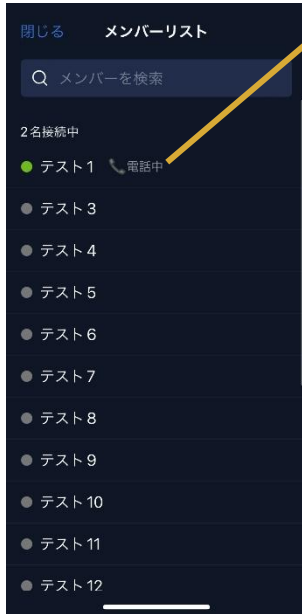 閉じる メンバーリスト
メンバーを検索
2名接続中
テスト1 電話中
テスト3
テスト4
テスト5
テスト6
テスト7
テスト8
テスト9
テスト10
テスト11
テスト12